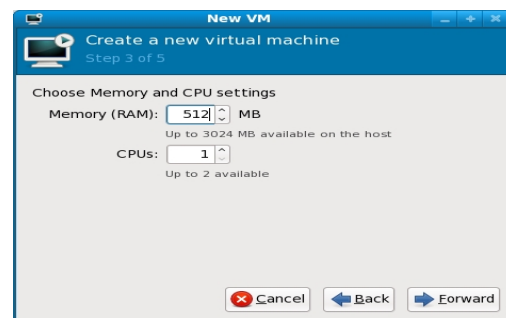 New VM
Create a new virtual machine
Step 3 of 5
Choose Memory and CPU settings
Memory (RAM): 512 MB
Up to 3024 MB available on the host
CPUs: 1
Up to 2 available
Cancel Back Forward